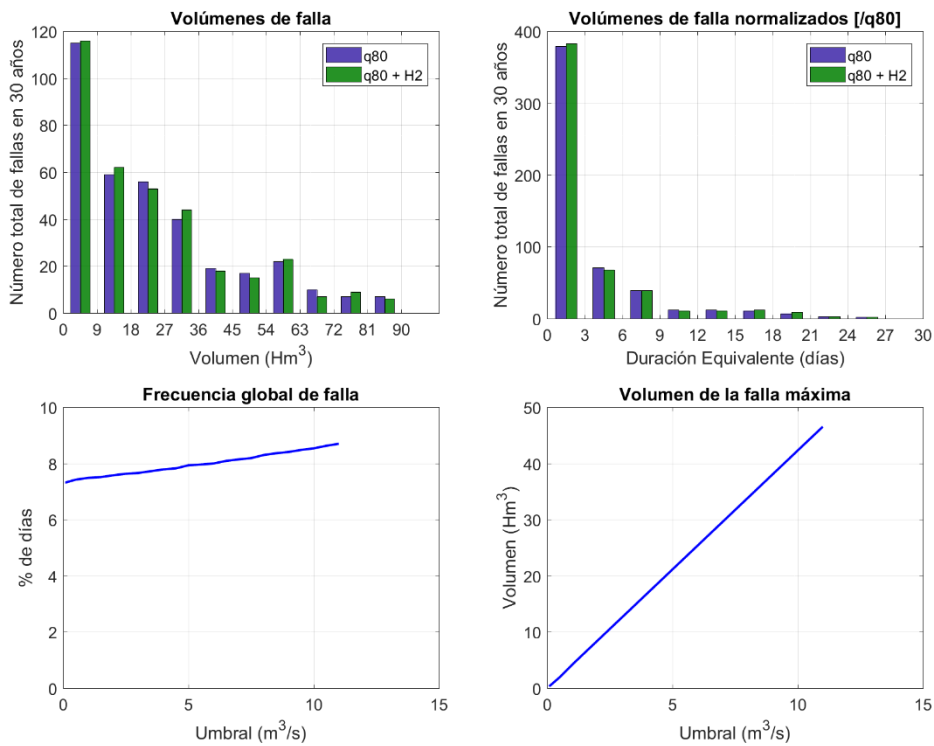 Volúmenes de falla
Número total de fallas en 30 años
120
100
80
60
40
20
0
q80
q80 + H2
0 9 18 27 36 45 54 63 72 81 90
Volumen (Hm³)
Volúmenes de falla normalizados [/q80]
Número total de fallas en 30 años
400
300
200
100
0
q80
q80 + H2
0 3 6 9 12 15 18 21 24 27 30
Duración Equivalente (días)
Frecuencia global de falla
% de días
10
8
6
4
2
0
0 5 10 15
Umbral (m³/s)
Volumen de la falla máxima
Volumen (Hm³)
50
40
30
20
10
0
0 5 10 15
Umbral (m³/s)